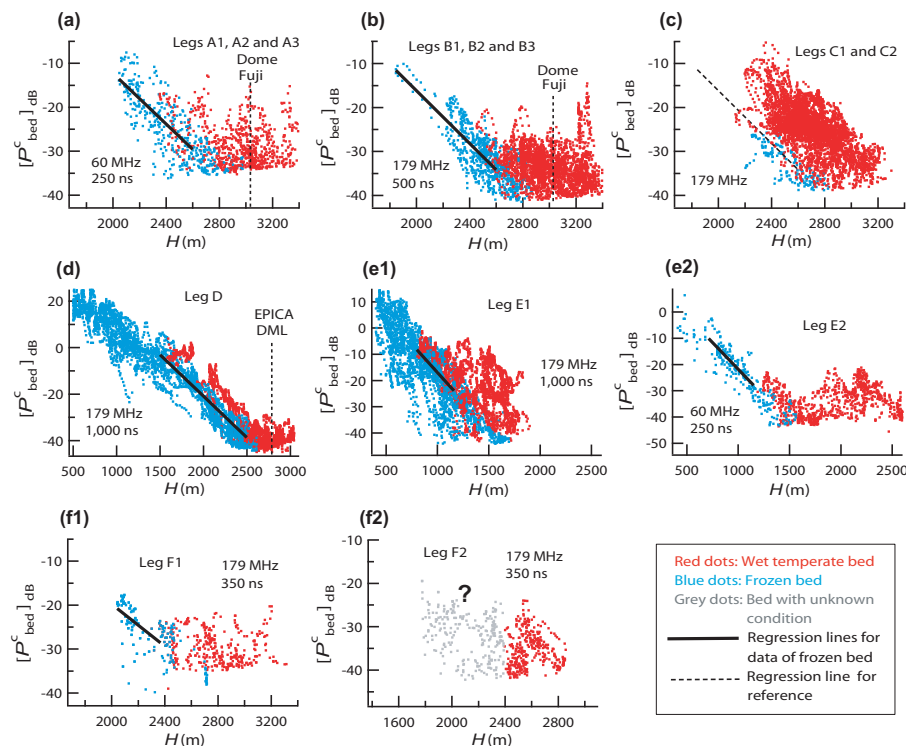 (a)
Legs A1, A2 and A3
Dome
Fuji
-10
-20
-30
-40
[P^c_bed] dB
60 MHz
250 ns
2000 2400 2800 3200
H (m)
(b)
Legs B1, B2 and B3
Dome
Fuji
-10
-20
-30
-40
[P^c_bed] dB
179 MHz
500 ns
2000 2400 2800 3200
H (m)
(c)
Legs C1 and C2
-10
-20
-30
-40
[P^c_bed] dB
179 MHz
2000 2400 2800 3200
H (m)
(d)
Leg D
EPICA
DML
20
0
-20
-40
[P^c_bed] dB
179 MHz
1,000 ns
500 1000 1500 2000 2500 3000
H (m)
(e1)
Leg E1
10
0
-10
-20
-30
-40
[P^c_bed] dB
179 MHz
1,000 ns
500 1000 1500 2000 2500
H (m)
(e2)
Leg E2
0
-10
-20
-30
-40
-50
[P^c_bed] dB
60 MHz
250 ns
500 1000 1500 2000 2500
H (m)
(f1)
Leg F1
179 MHz
350 ns
-10
-20
-30
-40
[P^c_bed] dB
2000 2400 2800 3200
H (m)
(f2)
Leg F2
179 MHz
350 ns
?
-10
-20
-30
-40
[P^c_bed] dB
1600 2000 2400 2800
H (m)
Red dots: Wet temperate bed
Blue dots: Frozen bed
Grey dots: Bed with unknown
condition
Regression lines for
data of frozen bed
Regression line for
reference